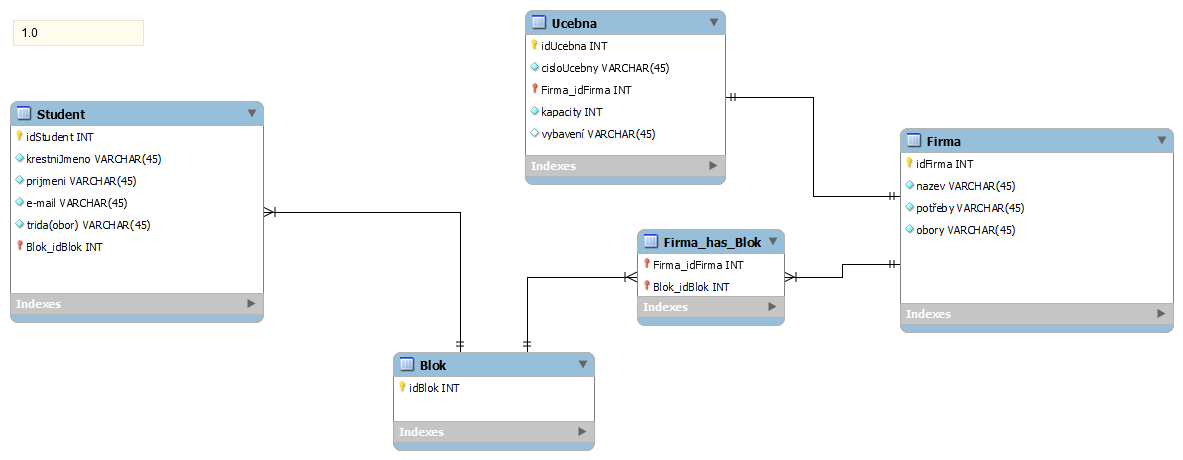 1.0
Student
idStudent INT
krestniJmeno VARCHAR(45)
prijmeni VARCHAR(45)
e-mail VARCHAR(45)
trida(obor) VARCHAR(45)
Blok_idBlok INT
Indexes
Ucebna
idUcebna INT
cisloUcebny VARCHAR(45)
Firma_idFirma INT
kapacity INT
vybavení VARCHAR(45)
Indexes
Firma
idFirma INT
nazev VARCHAR(45)
potřeby VARCHAR(45)
obory VARCHAR(45)
Indexes
Firma_has_Blok
Firma_idFirma INT
Blok_idBlok INT
Indexes
Blok
idBlok INT
Indexes